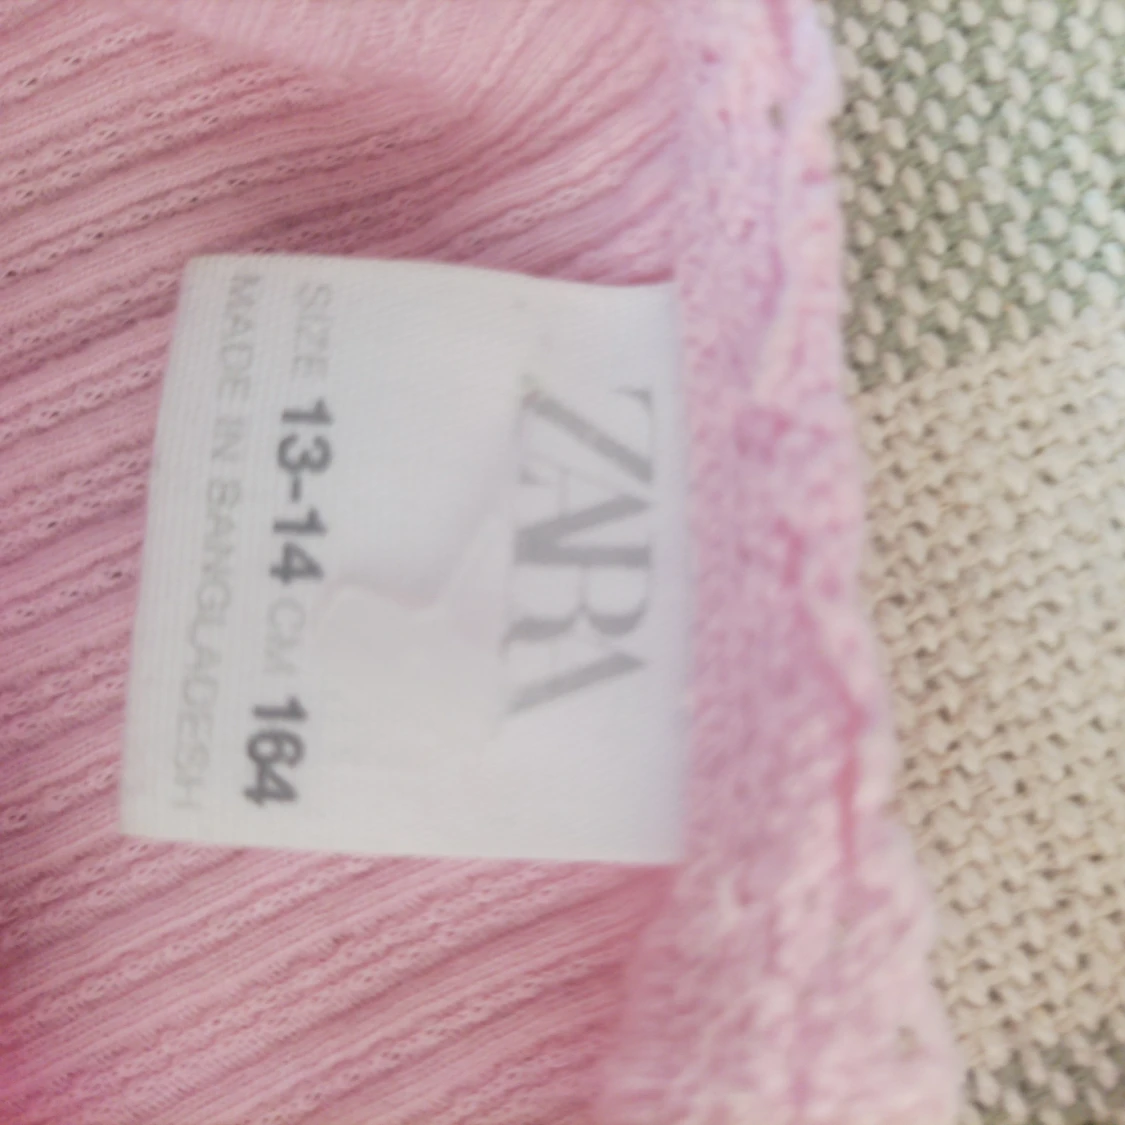 ZARA
SIZE 13-14 CM 164
MADE IN BANGLADESH